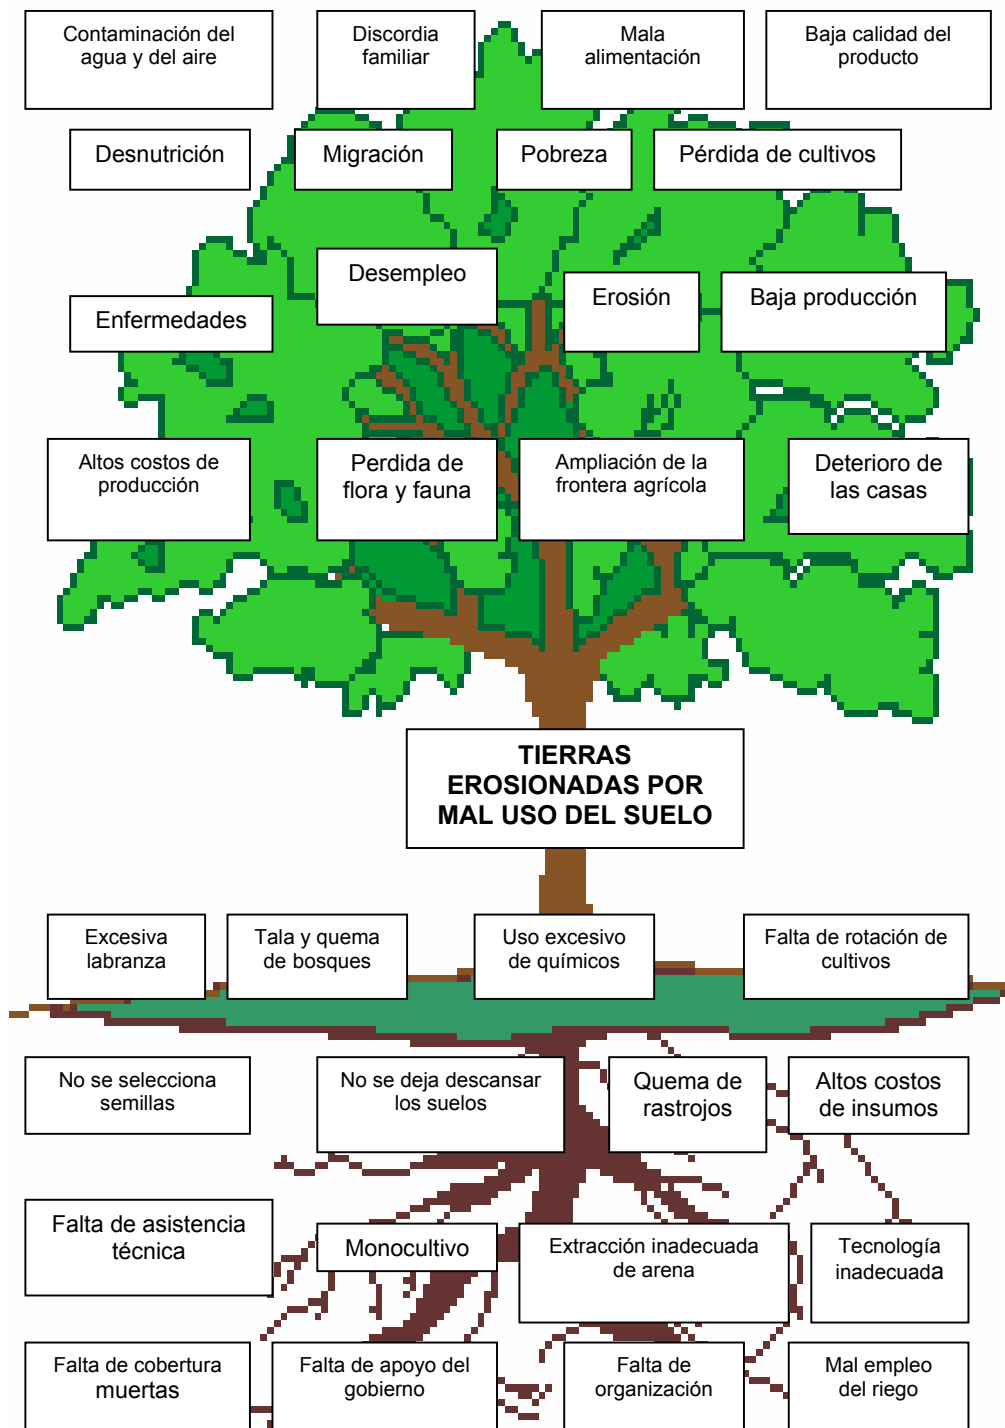 Contaminación del
agua y del aire
Discordia
familiar
Mala
alimentación
Baja calidad del
producto
Desnutrición
Migración
Pobreza
Pérdida de cultivos
Desempleo
Erosión
Baja producción
Enfermedades
Altos costos de
producción
Perdida de
flora y fauna
Ampliación de la
frontera agrícola
Deterioro de
las casas
TIERRAS
EROSIONADAS POR
MAL USO DEL SUELO
Excesiva
labranza
Tala y quema
de bosques
Uso excesivo
de químicos
Falta de rotación de
cultivos
No se selecciona
semillas
No se deja descansar
los suelos
Quema de
rastrojos
Altos costos
de insumos
Falta de asistencia
técnica
Monocultivo
Extracción inadecuada
de arena
Tecnología
inadecuada
Falta de cobertura
muertas
Falta de apoyo del
gobierno
Falta de
organización
Mal empleo
del riego